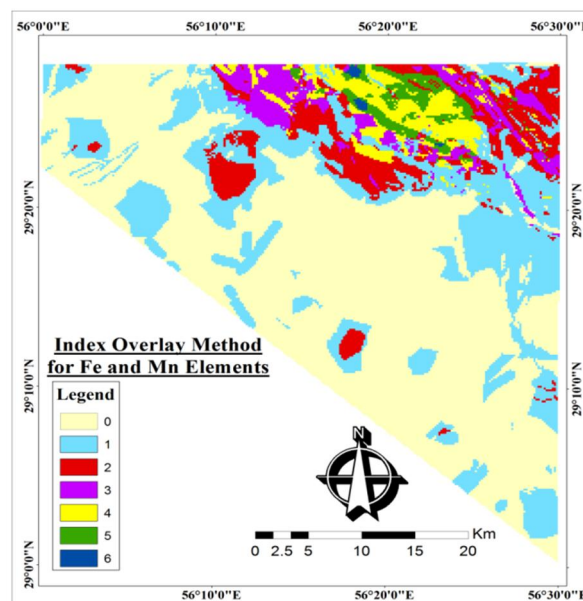 56°0'0"E 56°10'0"E 56°20'0"E 56°30'0"E
29°20'0"N 29°20'0"N
29°10'0"N 29°10'0"N
29°0'0"N 29°0'0"N
Index Overlay Method
for Fe and Mn Elements
Legend
0
1
2
3
4
5
6
N
Km
0 2.5 5 10 15 20
56°10'0"E 56°20'0"E 56°30'0"E